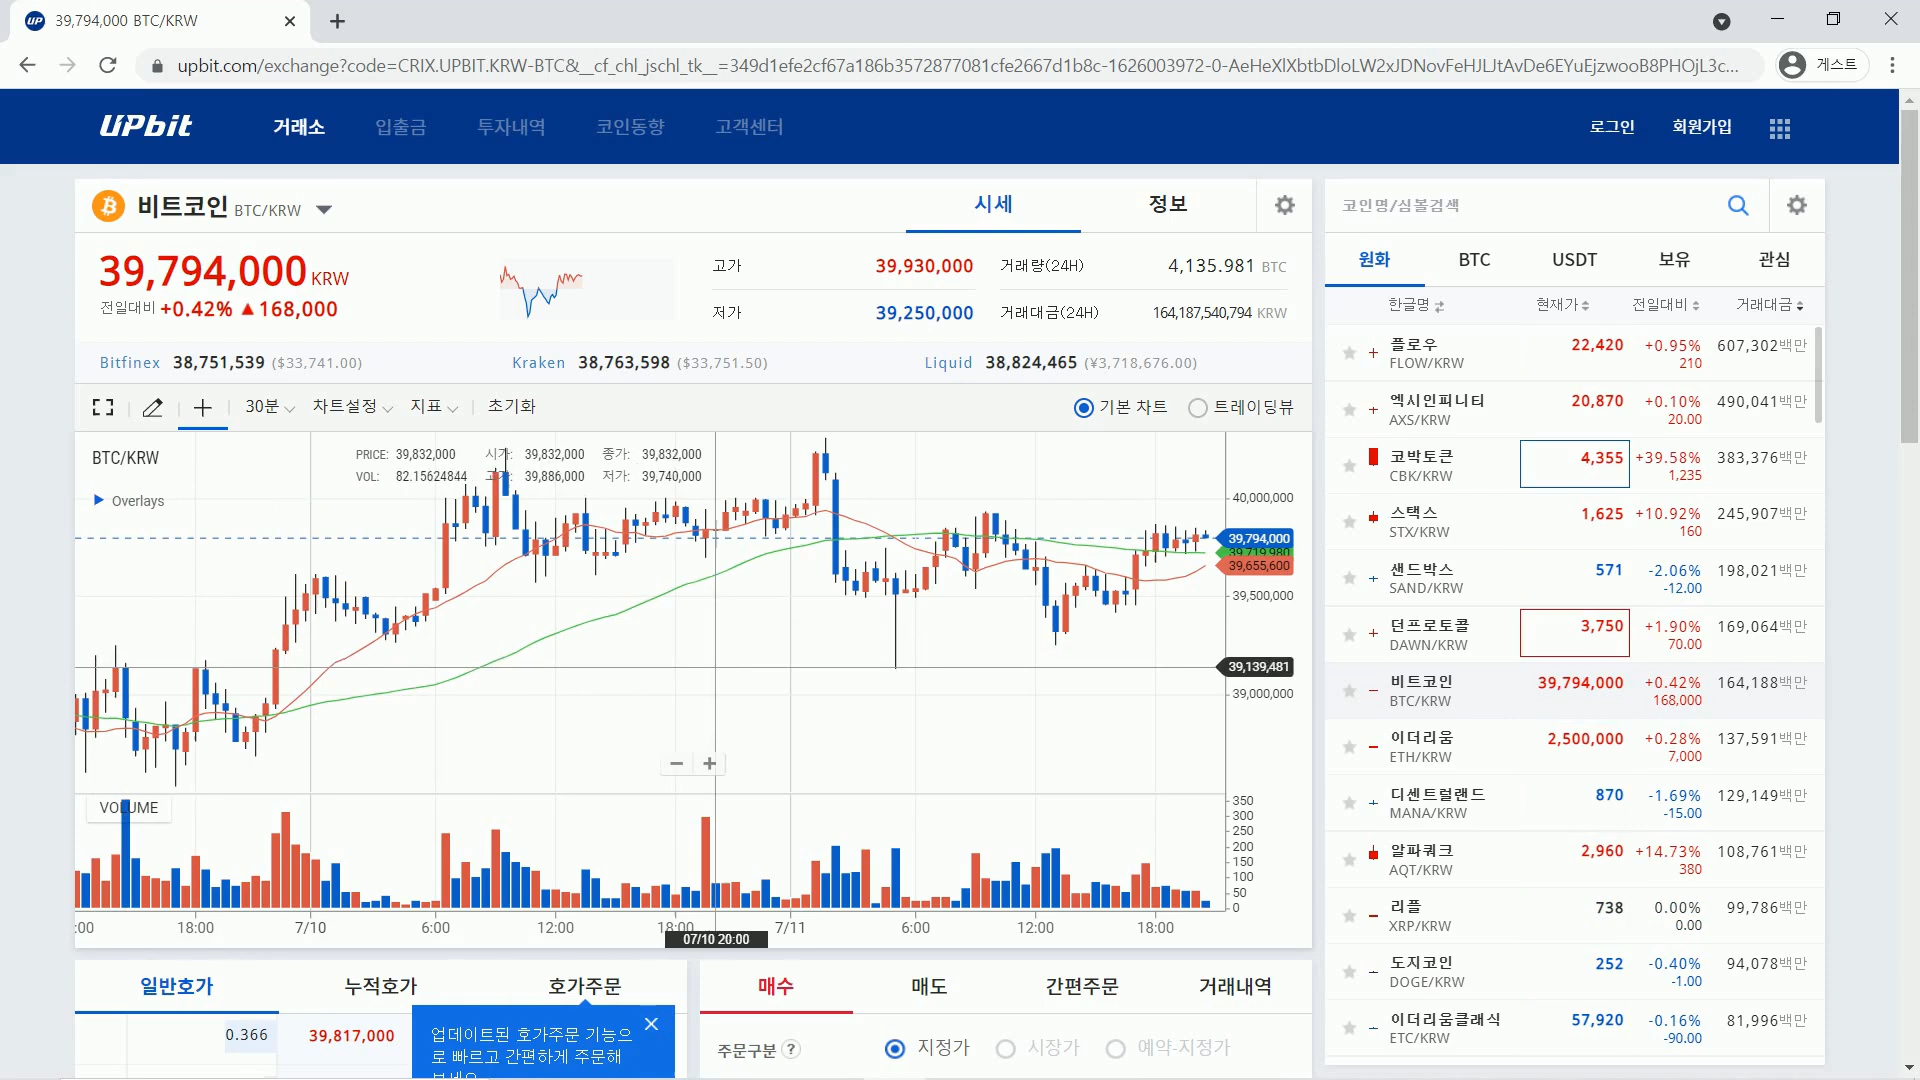 39,794,000 BTC/KRW
upbit.com/exchange?code=CRIX.UPBIT.KRW-BTC&__cf_chl_jschl_tk__=349d1efe2cf67a186b3572877081cfe2667d1b8c-1626003972-0-AeHeXlXbtbDloLW2xJDNovFeHJLJtAvDe6EYuEjzwooB8PHOjL3c...
게스트
UPbit 거래소 입출금 투자내역 코인동향 고객센터 로그인 회원가입
비트코인 BTC/KRW 시세 정보
39,794,000 KRW
전일대비 +0.42% ▲168,000
고가 39,930,000 거래량(24H) 4,135.981 BTC
저가 39,250,000 거래대금(24H) 164,187,540,794 KRW
Bitfinex 38,751,539 ($33,741.00) Kraken 38,763,598 ($33,751.50) Liquid 38,824,465 (¥3,718,676.00)
30분 차트설정 지표 초기화 기본 차트 트레이딩뷰
BTC/KRW
PRICE: 39,832,000 시가: 39,832,000 종가: 39,832,000
VOL: 82.15624844 고가: 39,886,000 저가: 39,740,000
Overlays
40,000,000
39,794,000
39,719,980
39,655,600
39,500,000
39,139,481
39,000,000
VOLUME
350
300
250
200
150
100
50
0
:00 18:00 7/10 6:00 12:00 18:00 7/11 6:00 12:00 18:00
07/10 20:00
일반호가 누적호가 호가주문
0.366 39,817,000
업데이트된 호가주문 기능으
로 빠르고 간편하게 주문해
보세요
매수 매도 간편주문 거래내역
주문구분 ? 지정가 시장가 예약-지정가
코인명/심볼검색
원화 BTC USDT 보유 관심
한글명 현재가 전일대비 거래대금
플로우 22,420 +0.95% 607,302백만
FLOW/KRW 210
엑시인피니티 20,870 +0.10% 490,041백만
AXS/KRW 20.00
코박토큰 4,355 +39.58% 383,376백만
CBK/KRW 1,235
스택스 1,625 +10.92% 245,907백만
STX/KRW 160
샌드박스 571 -2.06% 198,021백만
SAND/KRW -12.00
던프로토콜 3,750 +1.90% 169,064백만
DAWN/KRW 70.00
비트코인 39,794,000 +0.42% 164,188백만
BTC/KRW 168,000
이더리움 2,500,000 +0.28% 137,591백만
ETH/KRW 7,000
디센트럴랜드 870 -1.69% 129,149백만
MANA/KRW -15.00
알파쿼크 2,960 +14.73% 108,761백만
AQT/KRW 380
리플 738 0.00% 99,786백만
XRP/KRW 0.00
도지코인 252 -0.40% 94,078백만
DOGE/KRW -1.00
이더리움클래식 57,920 -0.16% 81,996백만
ETC/KRW -90.00